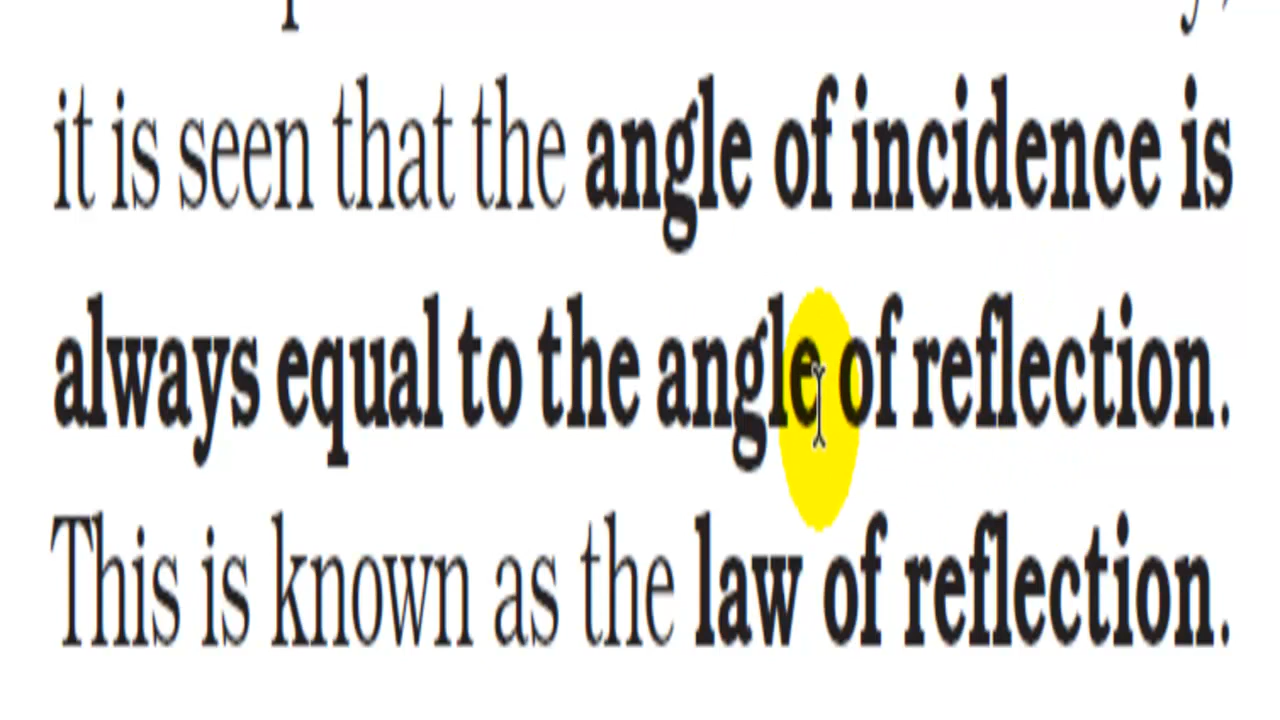 it is seen that the angle of incidence is
always equal to the angle of reflection.
This is known as the law of reflection.